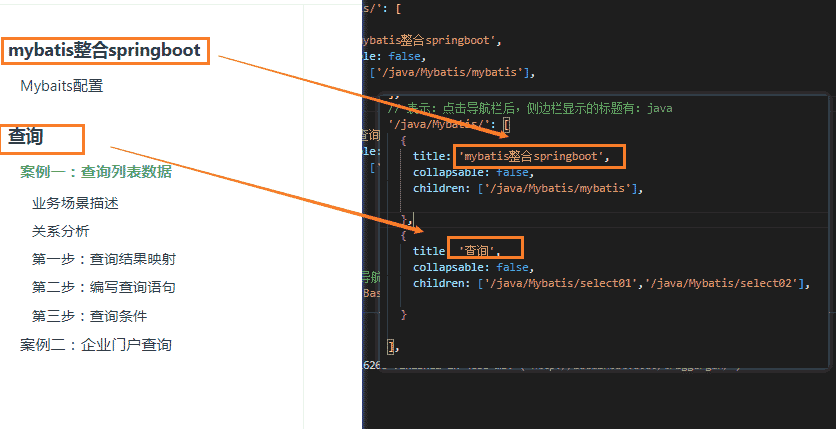 mybatis整合springboot
Mybaits配置
查询
案例一：查询列表数据
业务场景描述
关系分析
第一步：查询结果映射
第二步：编写查询语句
第三步：查询条件
案例二：企业门户查询
s/': [
mybatis整合springboot',
le: false,
['/java/Mybatis/mybatis'],
},
// 表示：点击导航栏后，侧边栏显示的标题有：java
'/java/Mybatis/': [
{
title: 'mybatis整合springboot',
collapsable: false,
children: ['/java/Mybatis/mybatis'],
},
{
title: '查询',
collapsable: false,
children: ['/java/Mybatis/select01','/java/Mybatis/select02'],
}
],
查询
le:
['
导航
Bas